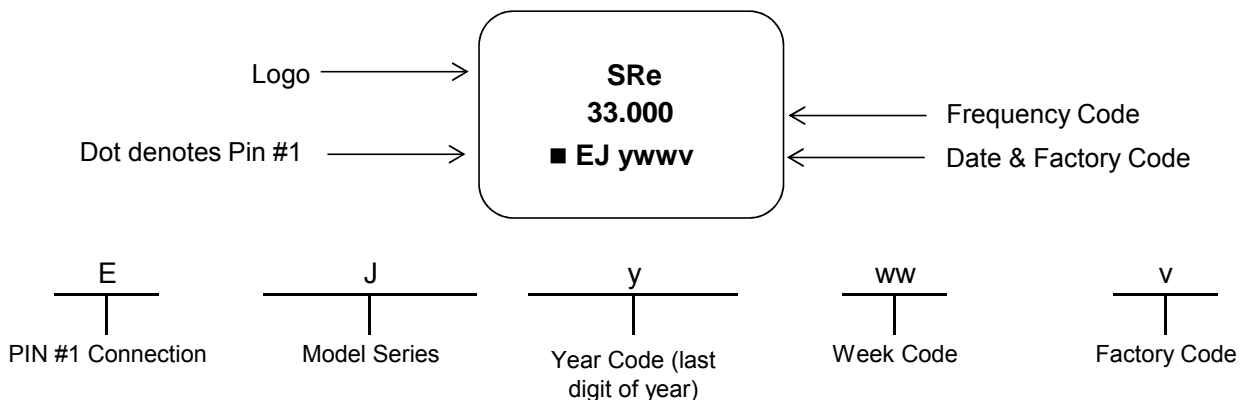 Logo
SRe
33.000
Frequency Code
Dot denotes Pin #1
■ EJ ywwv
Date & Factory Code
E
J
y
ww
v
PIN #1 Connection
Model Series
Year Code (last
digit of year)
Week Code
Factory Code